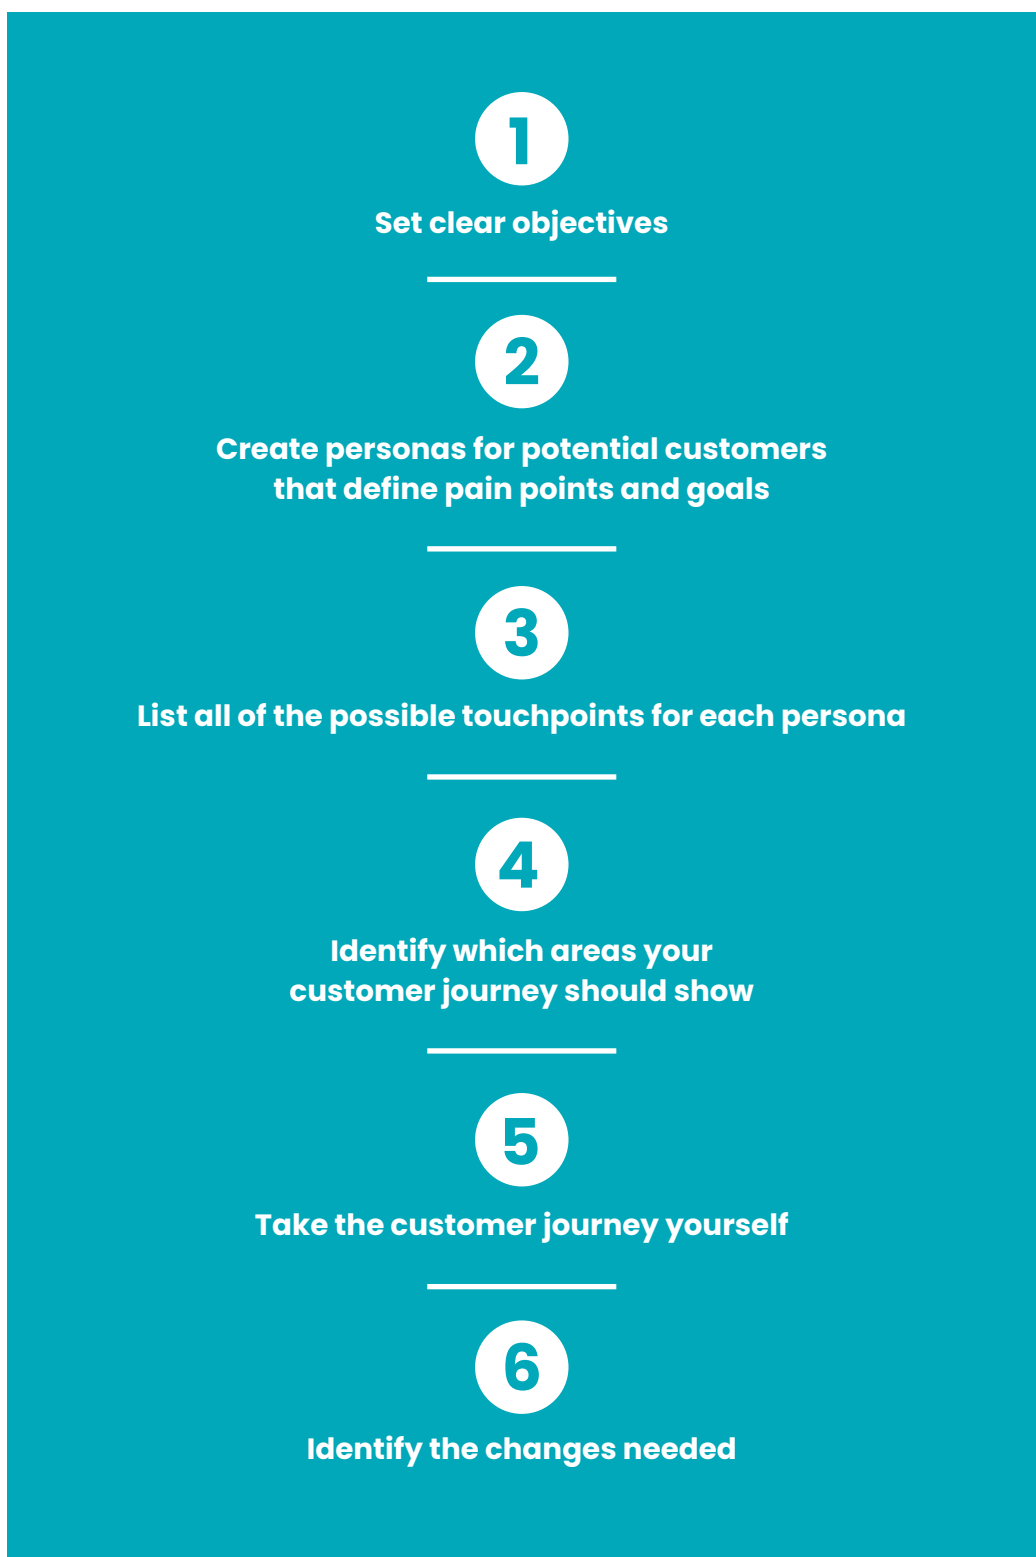 1
Set clear objectives
2
Create personas for potential customers
that define pain points and goals
3
List all of the possible touchpoints for each persona
4
Identify which areas your
customer journey should show
5
Take the customer journey yourself
6
Identify the changes needed